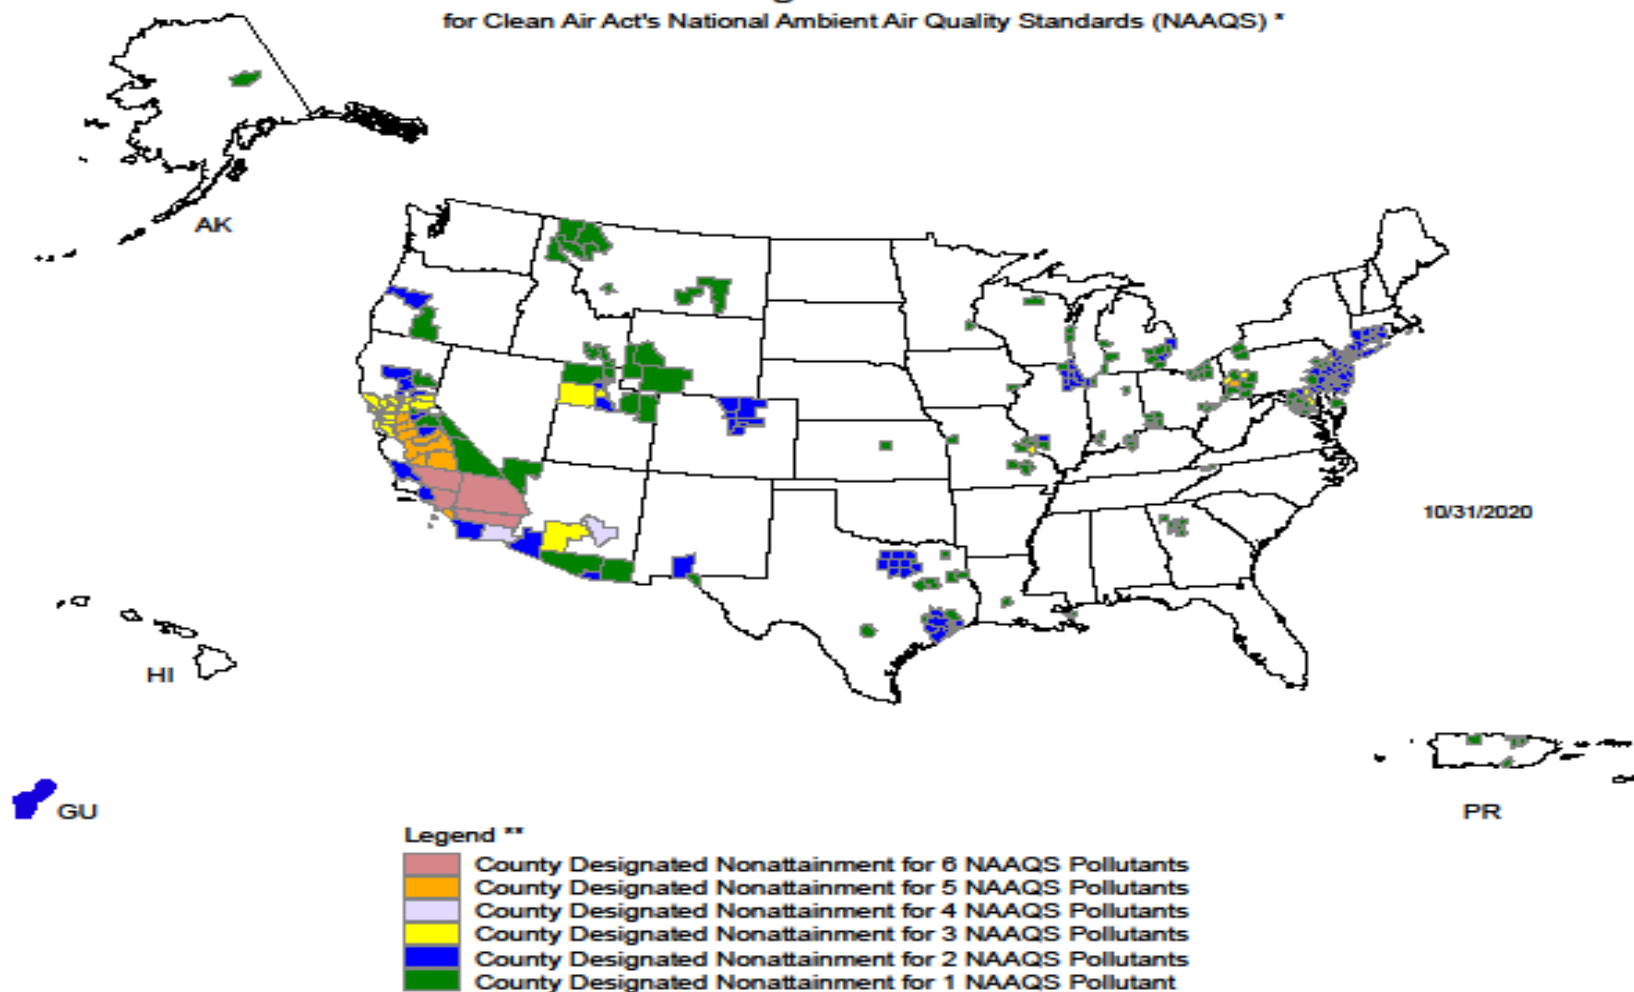 for Clean Air Act's National Ambient Air Quality Standards (NAAQS) *
AK
10/31/2020
HI
GU
PR
Legend **
County Designated Nonattainment for 6 NAAQS Pollutants
County Designated Nonattainment for 5 NAAQS Pollutants
County Designated Nonattainment for 4 NAAQS Pollutants
County Designated Nonattainment for 3 NAAQS Pollutants
County Designated Nonattainment for 2 NAAQS Pollutants
County Designated Nonattainment for 1 NAAQS Pollutant